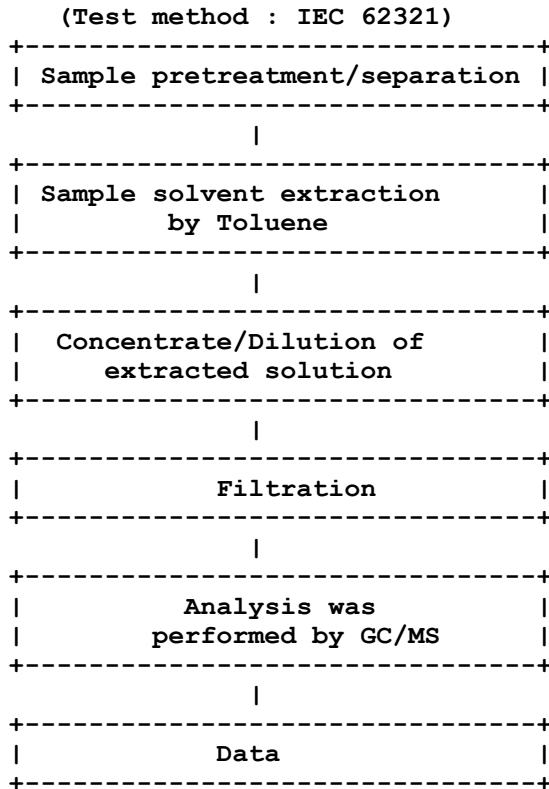 (Test method : IEC 62321)
Sample pretreatment/separation
Sample solvent extraction
by Toluene
Concentrate/Dilution of
extracted solution
Filtration
Analysis was
performed by GC/MS
Data